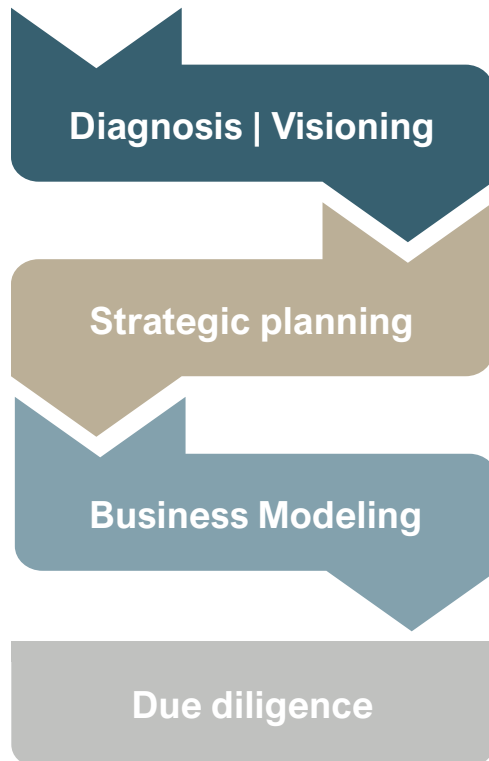 Diagnosis | Visioning
Strategic planning
Business Modeling
Due diligence